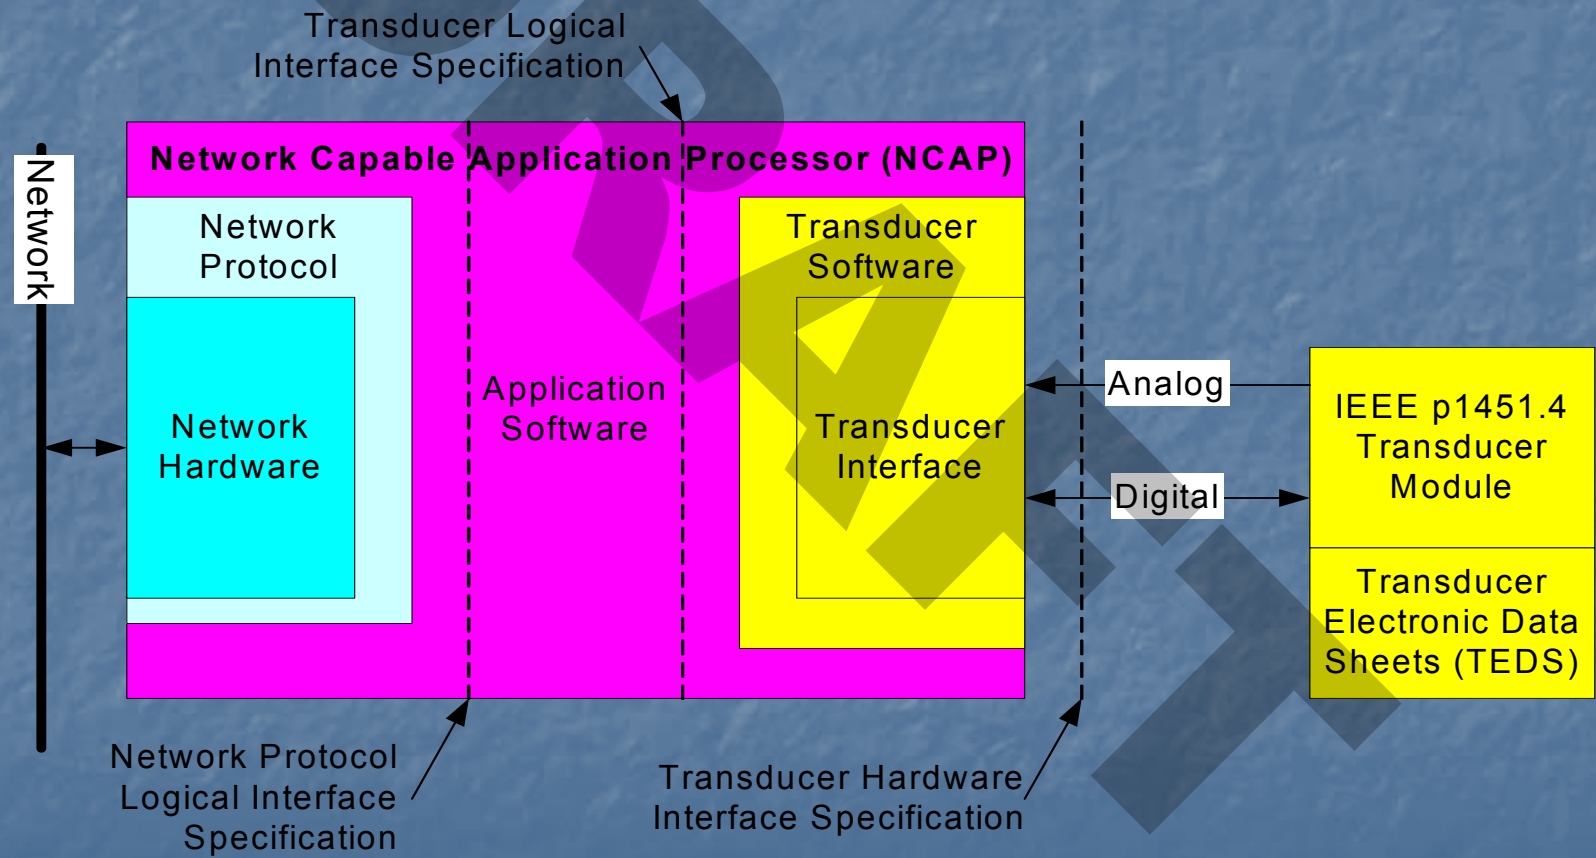 Transducer Logical
Interface Specification
Network
Network Capable Application Processor (NCAP)
Network
Protocol
Network
Hardware
Application
Software
Transducer
Software
Transducer
Interface
Analog
Digital
IEEE p1451.4
Transducer
Module
Transducer
Electronic Data
Sheets (TEDS)
Network Protocol
Logical Interface
Specification
Transducer Hardware
Interface Specification
DRAFT